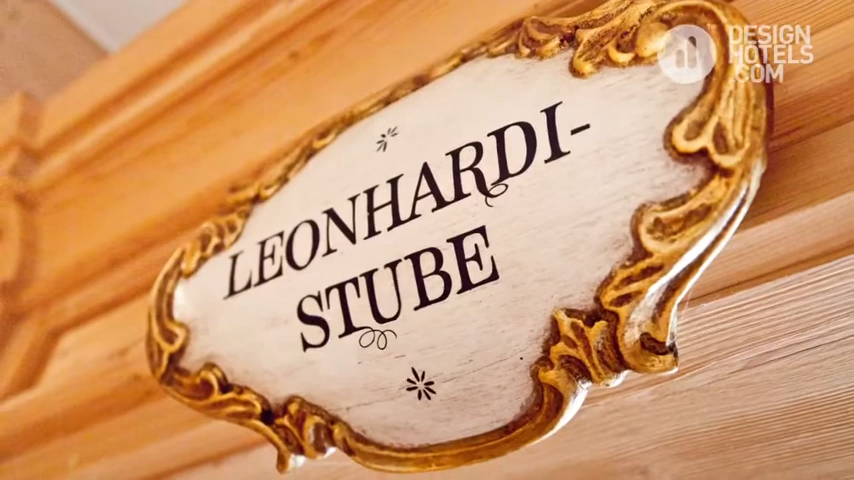 DESIGN
HOTELS
.COM
LEONHARDI-
STUBE